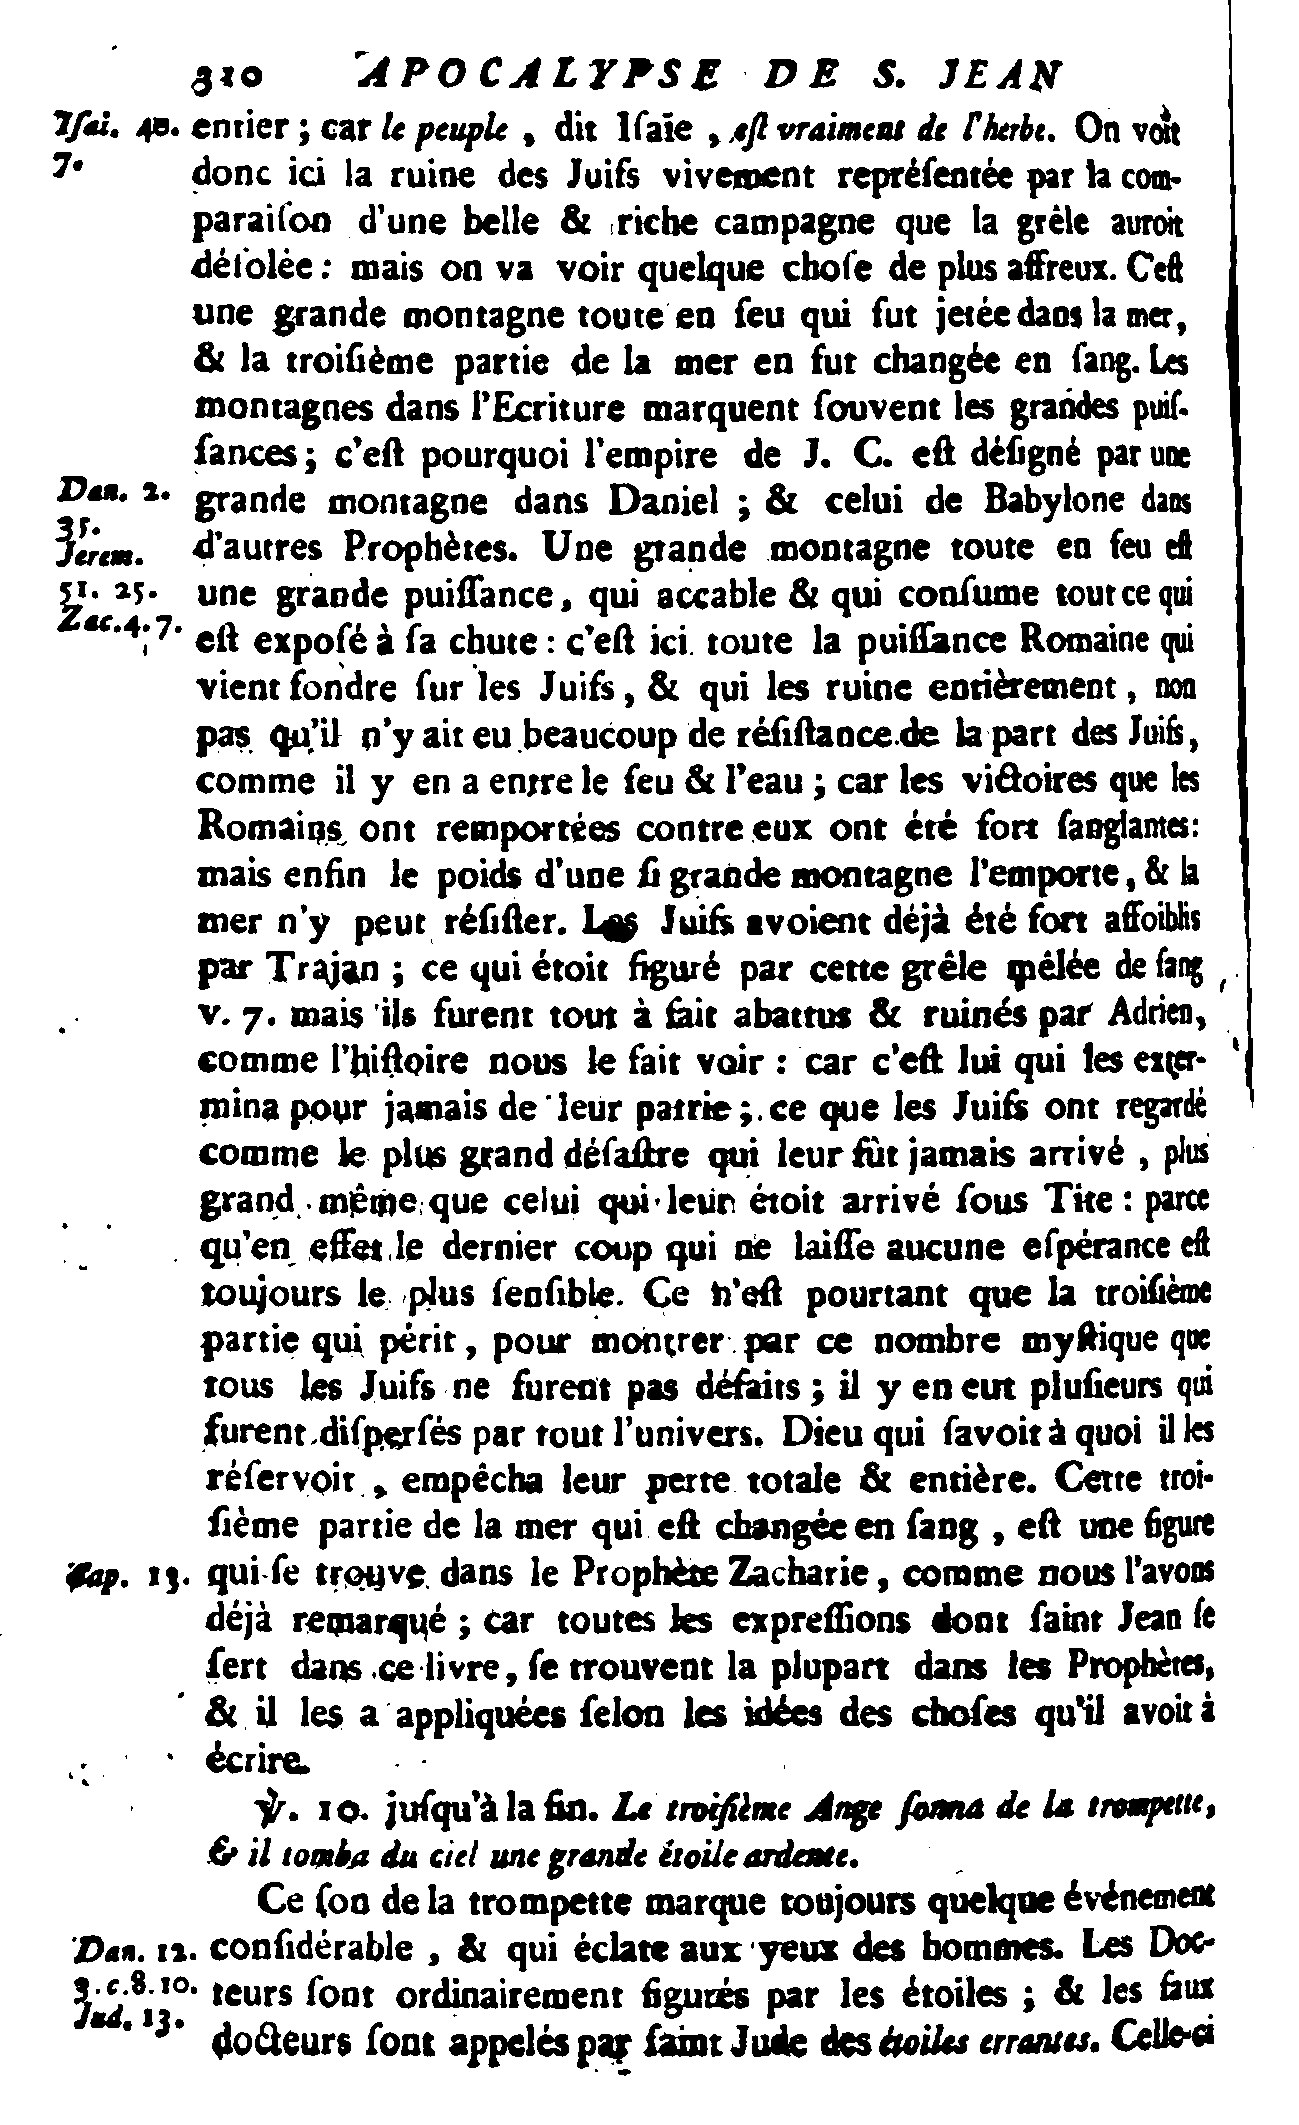 310 APOCALYPSE DE S. JEAN
Iſai. 40. entier ; car le peuple , dit Iſaïe , eſt vraiment de l'herbe. On voit
7. donc ici la ruine des Juifs vivement repréſentée par la com-
paraiſon d'une belle & riche campagne que la grêle auroit
déſolée : mais on va voir quelque choſe de plus affreux. C'eſt
une grande montagne toute en feu qui fut jetée dans la mer,
& la troiſième partie de la mer en fut changée en ſang. Les
montagnes dans l'Ecriture marquent ſouvent les grandes puiſ-
ſances ; c'eſt pourquoi l'empire de J. C. eſt déſigné par une
Dan. 2. grande montagne dans Daniel ; & celui de Babylone dans
35.
Jerem. d'autres Prophètes. Une grande montagne toute en feu eſt
51. 25. une grande puiſſance, qui accable & qui conſume tout ce qui
Zac. 4. 7. eſt expoſé à ſa chute : c'eſt ici toute la puiſſance Romaine qui
vient fondre ſur les Juifs, & qui les ruine entièrement, non
pas qu'il n'y ait eu beaucoup de réſiſtance de la part des Juifs,
comme il y en a entre le feu & l'eau ; car les victoires que les
Romains ont remportées contre eux ont été fort ſanglantes :
mais enfin le poids d'une ſi grande montagne l'emporte, & la
mer n'y peut réſiſter. Les Juifs avoient déjà été fort affoiblis
par Trajan ; ce qui étoit figuré par cette grêle mêlée de ſang
v. 7. mais ils furent tout à fait abattus & ruinés par Adrien,
comme l'hiſtoire nous le fait voir : car c'eſt lui qui les exter-
mina pour jamais de leur patrie ; ce que les Juifs ont regardé
comme le plus grand déſaſtre qui leur fût jamais arrivé , plus
grand même que celui qui leur étoit arrivé ſous Tite : parce
qu'en effet le dernier coup qui ne laiſſe aucune eſpérance eſt
toujours le plus ſenſible. Ce n'eſt pourtant que la troiſième
partie qui périt, pour montrer par ce nombre myſtique que
tous les Juifs ne furent pas défaits ; il y en eut pluſieurs qui
furent diſperſés par tout l'univers. Dieu qui ſavoit à quoi il les
réſervoit , empêcha leur perte totale & entière. Cette troi-
ſième partie de la mer qui eſt changée en ſang , eſt une figure
Cap. 13. qui ſe trouve dans le Prophète Zacharie, comme nous l'avons
déjà remarqué ; car toutes les expreſſions dont ſaint Jean ſe
ſert dans ce livre, ſe trouvent la plupart dans les Prophètes,
& il les a appliquées ſelon les idées des choſes qu'il avoit à
écrire.
℣. 10. juſqu'à la fin. Le troiſième Ange ſonna de la trompette,
& il tomba du ciel une grande étoile ardente.
Ce ſon de la trompette marque toujours quelque événement
Dan. 12. conſidérable , & qui éclate aux yeux des hommes. Les Doc-
3. c. 8. 10. teurs ſont ordinairement figurés par les étoiles ; & les faux
Jud. 13. docteurs ſont appelés par ſaint Jude des étoiles errantes. Celle-ci